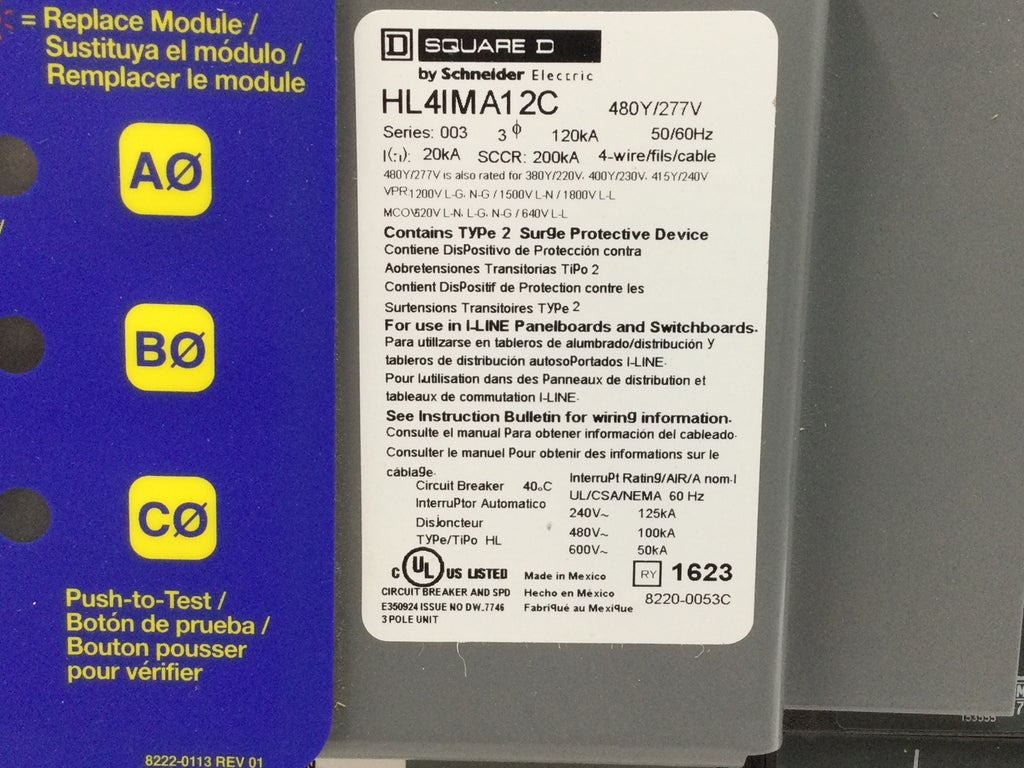 = Replace Module /
Sustituya el módulo /
Remplacer le module
AØ
BØ
CØ
Push-to-Test /
Botón de prueba /
Bouton pousser
pour vérifier
8222-0113 REV 01
D SQUARE D
by Schneider Electric
HL4IMA12C 480Y/277V
Series: 003 3 ϕ 120kA 50/60Hz
20kA SCCR: 200kA 4-wire/fils/cable
480Y/277V is also rated for 380Y/220V, 400Y/230V, 415Y/240V
VPR1200V L-G, N-G / 1500V L-N / 1800V L-L
L-N, L-G, N-G / 640V L-L
Contains TYPe 2 Surge Protective Device
Contiene DisPositivo de Protección contra
Aobretensiones Transitorias TiPo 2
Contient DisPositif de Protection contre les
Surtensions Transitoires TYPe 2
For use in I-LINE Panelboards and Switchboards.
Para utilizarse en tableros de alumbrado/distribución Y
tableros de distribución autosoPortados I-LINE.
Pour lutilisation dans des Panneaux de distribution et
tableaux de commutation I-LINE.
See Instruction Bulletin for wiring information.
Consulte el manual Para obtener información del cableado.
Consulter le manuel Pour obtenir des informations sur le
câblage.
Circuit Breaker 40°C
InterruPtor Automatico
Disjoncteur
TYPe/TiPo HL
InterruPt Rating/AIR/A nom.I
UL/CSA/NEMA 60 Hz
240V~ 125kA
480V~ 100kA
600V~ 50kA
C UL US LISTED
CIRCUIT BREAKER AND SPD
E350924 ISSUE NO DW.7746
3 POLE UNIT
Made in Mexico
Hecho en México
Fabriqué au Mexique
RY 1623
8220-0053C
153555